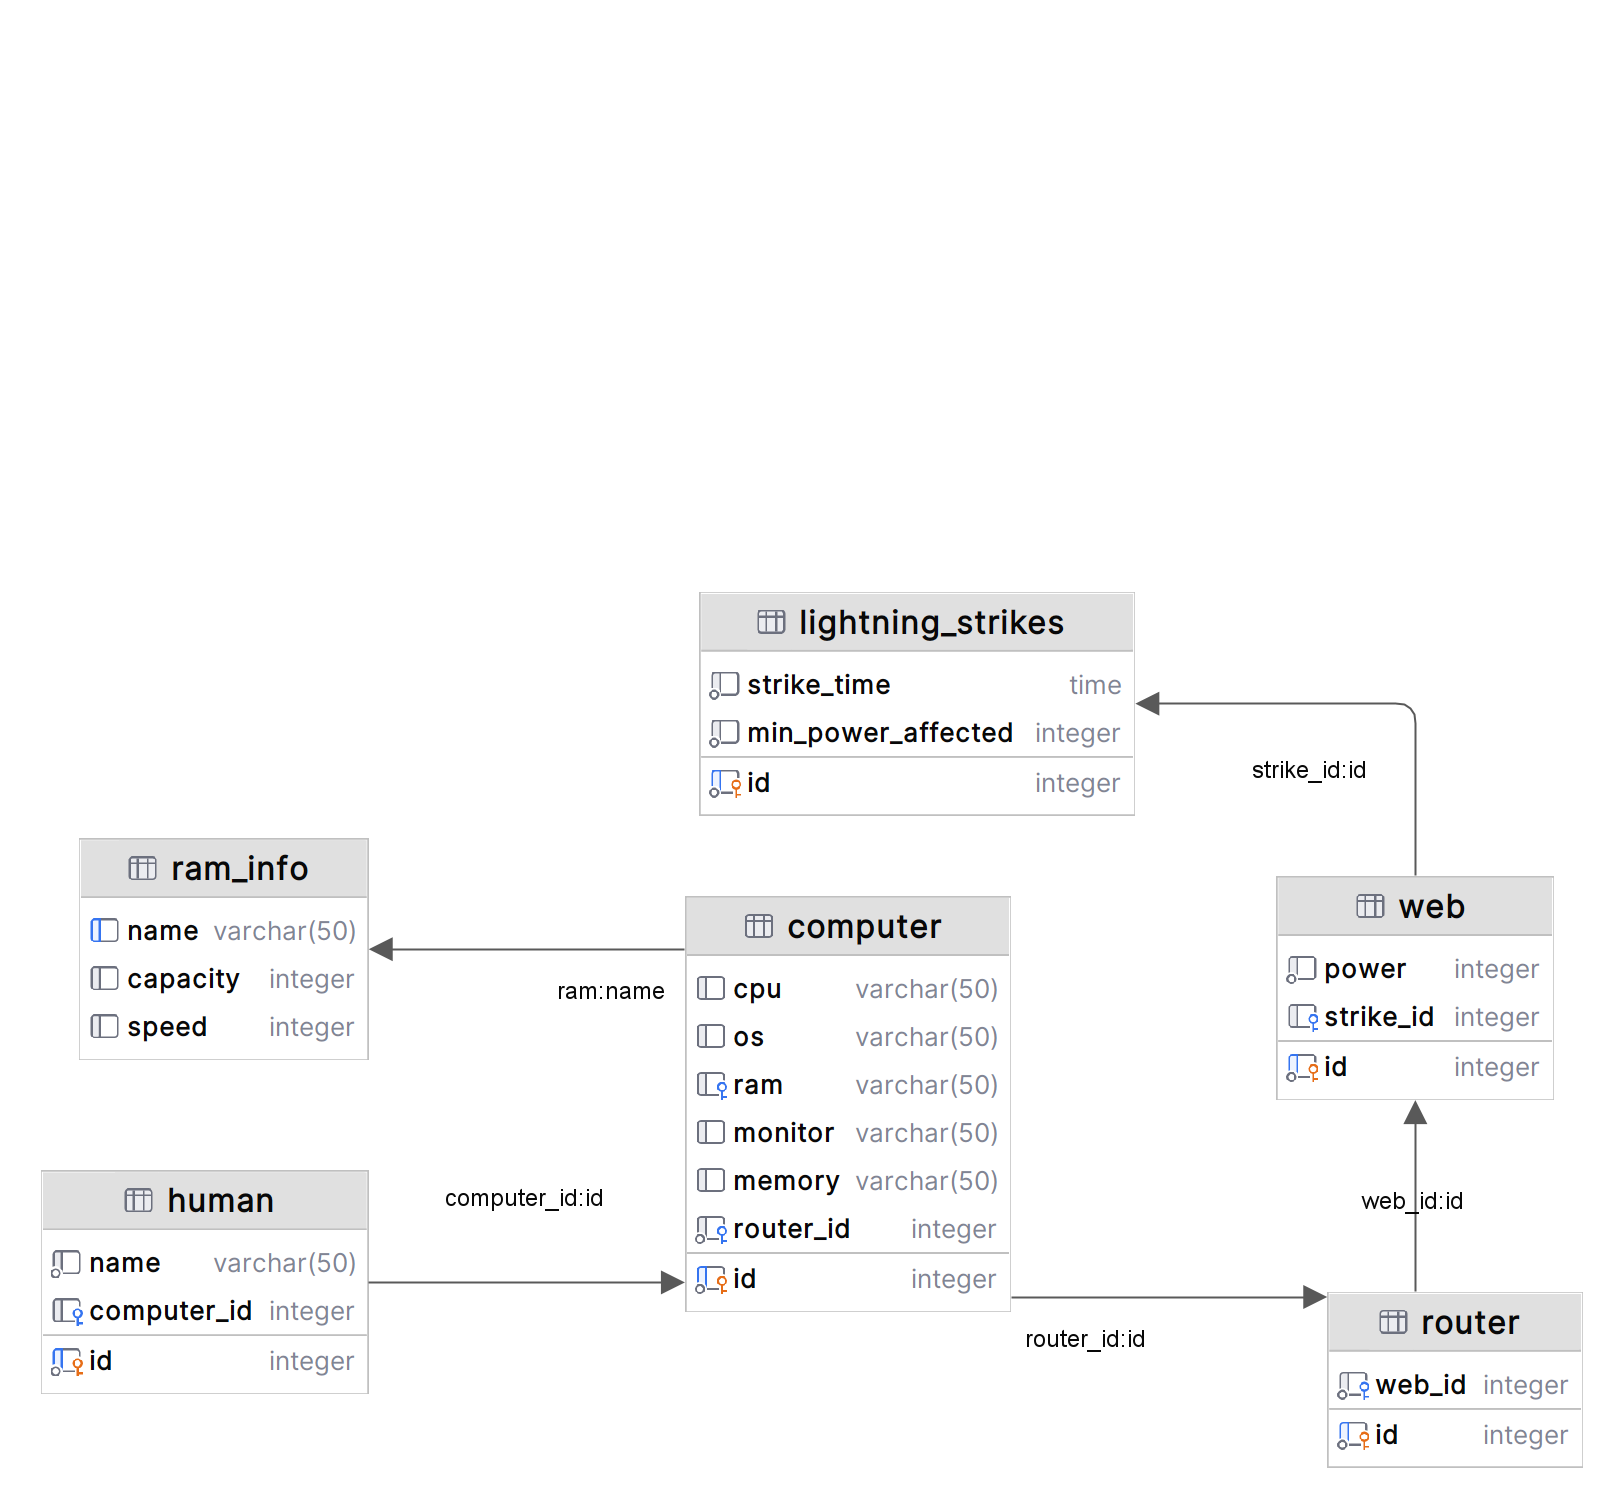 lightning_strikes
strike_time time
min_power_affected integer
id integer
strike_id:id
ram_info
name varchar(50)
capacity integer
speed integer
ram:name
computer
cpu varchar(50)
os varchar(50)
ram varchar(50)
monitor varchar(50)
memory varchar(50)
router_id integer
id integer
web
power integer
strike_id integer
id integer
human
name varchar(50)
computer_id integer
id integer
computer_id:id
web_id:id
router_id:id
router
web_id integer
id integer